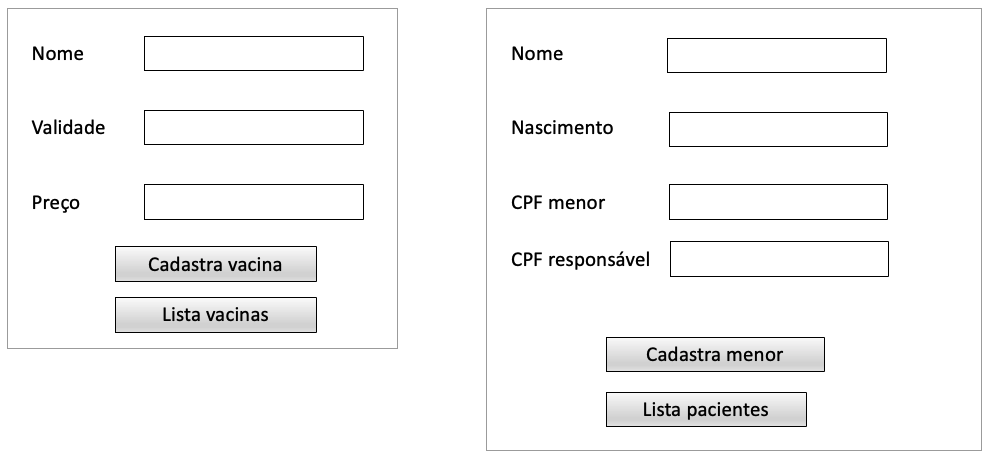 Nome
Validade
Preço
Cadastra vacina
Lista vacinas
Nome
Nascimento
CPF menor
CPF responsável
Cadastra menor
Lista pacientes